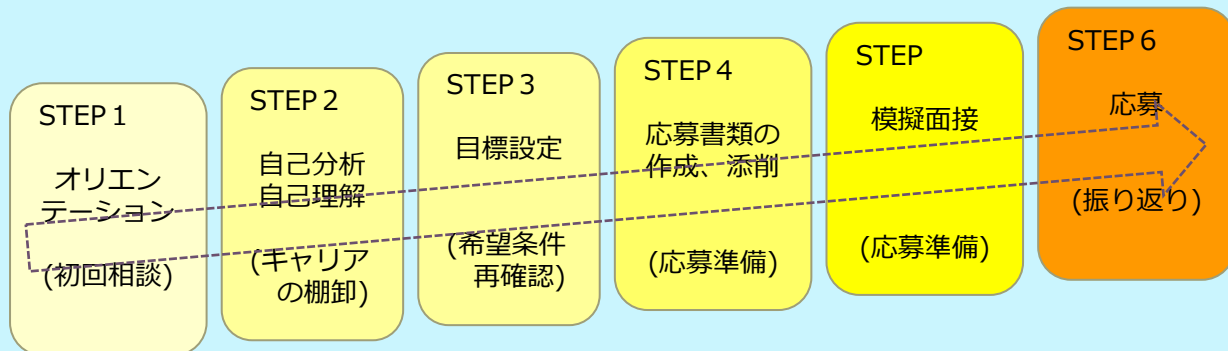 STEP１
オリエン
テーション
(初回相談)
STEP２
自己分析
自己理解
(キャリア
の棚卸)
STEP３
目標設定
(希望条件
再確認)
STEP４
応募書類の
作成、添削
(応募準備)
STEP
模擬面接
(応募準備)
STEP６
応募
(振り返り)